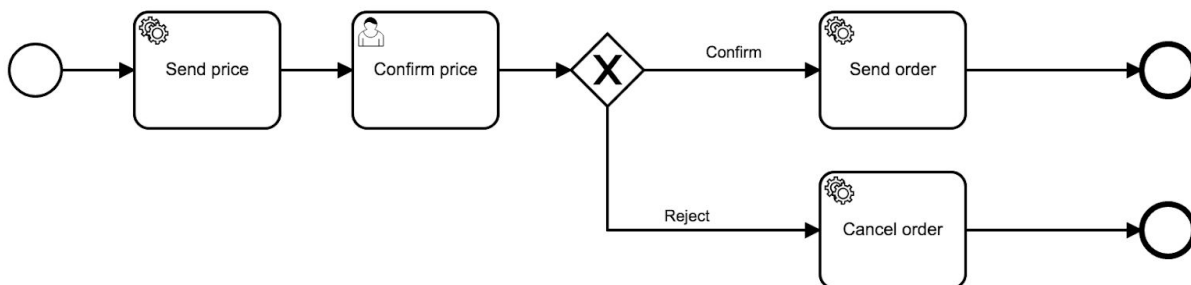 Send price
Confirm price
Confirm
Send order
Reject
Cancel order